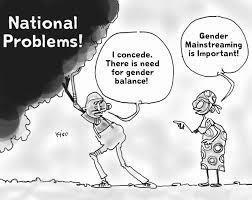 National
Problems!
I concede.
There is need
for gender
balance!
Gender
Mainstreaming
is Important!